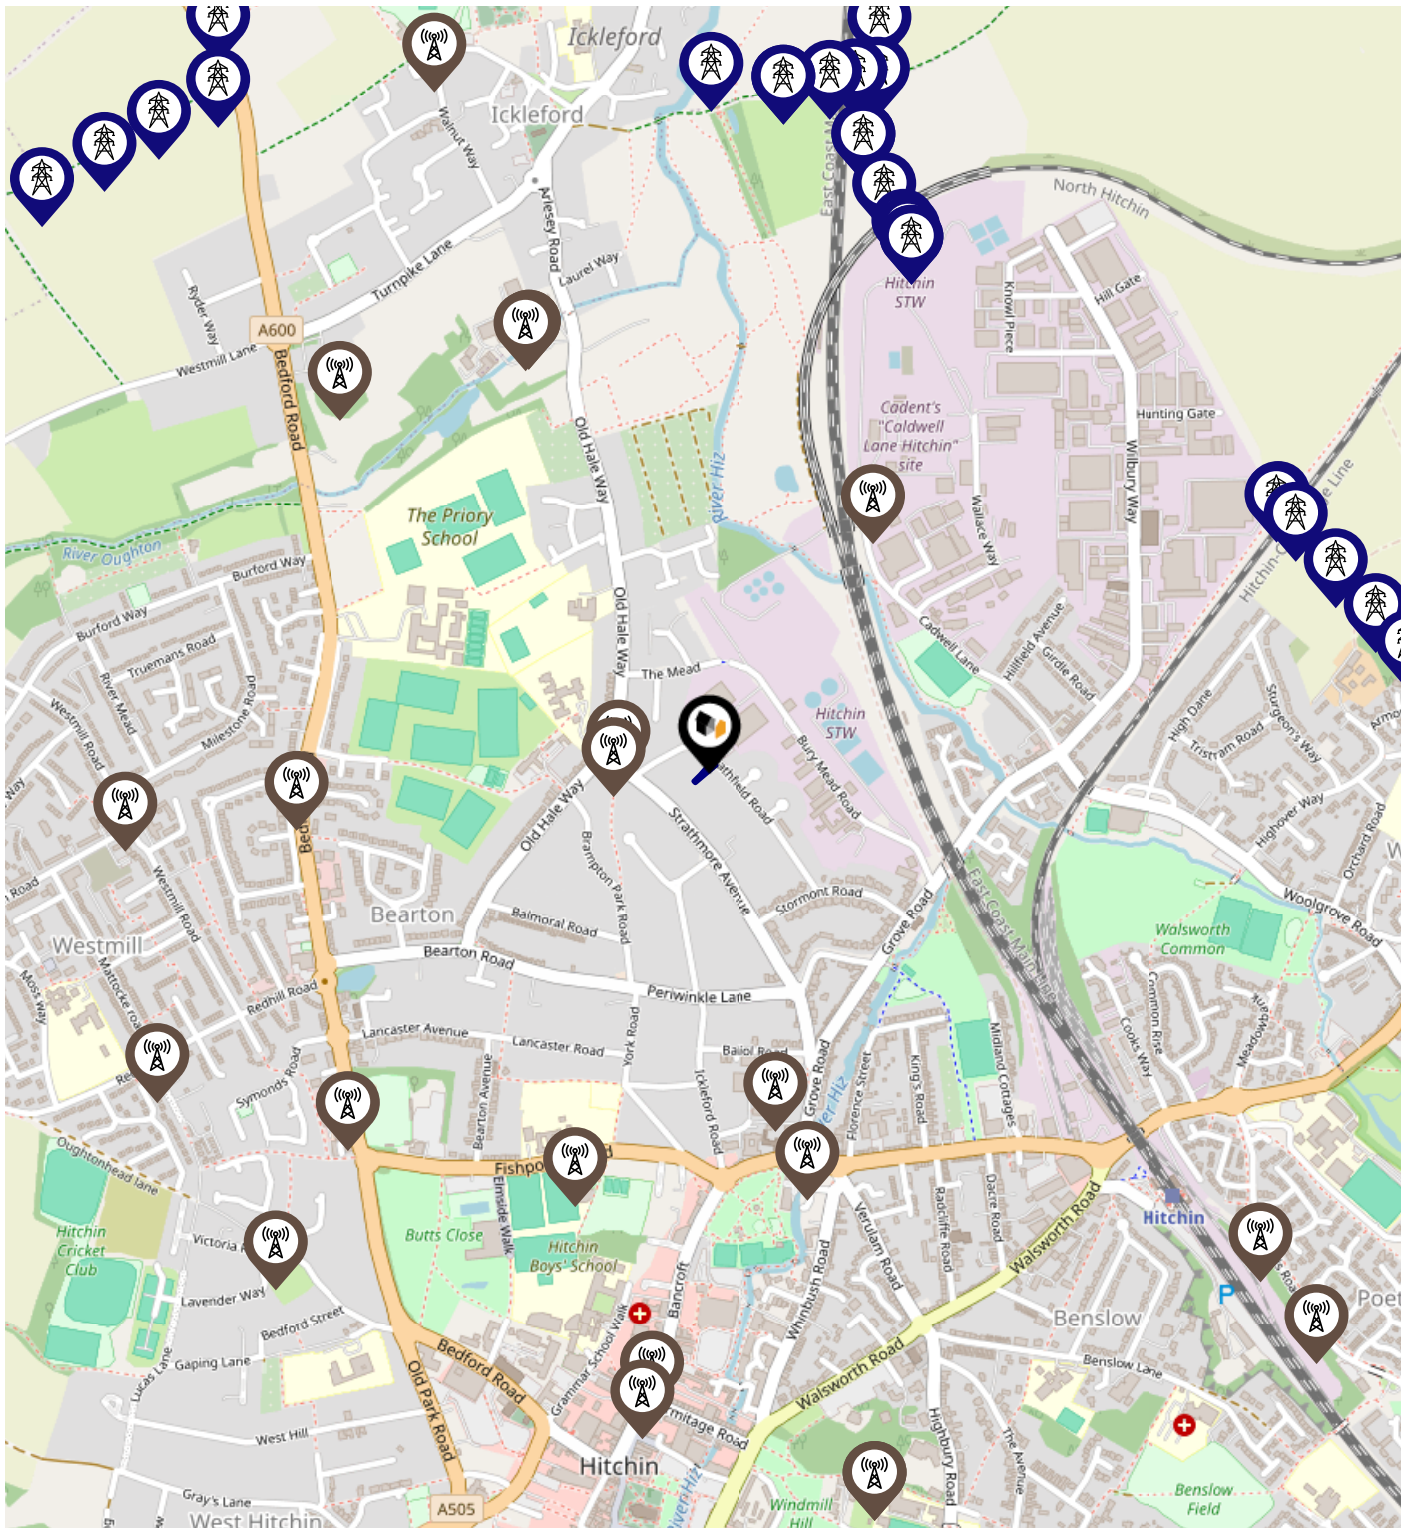 Ickleford
Ickleford
Walnut Way
Arlesey Road
Laurel Way
Turnpike Lane
Ryder Way
A600
Westmill Lane
Bedford Road
North Hitchin
Hitchin
STW
Knowl Piece
Hill Gate
Hunting Gate
Wilbury Way
Cadent's
"Caldwell
Lane Hitchin"
site
Wallace Way
Old Hale Way
River Hiz
The Priory
School
River Oughton
Burford Way
Burford Way
Truemans Road
River Mead
Westmill Road
Milestone Road
Old Hale Way
The Mead
Cadwell Lane
Hillfield Avenue
Girdle Road
High Dane
Sturgeon's Way
Tristram Road
Hitchin
STW
Bury Mead Road
Old Hale Way
Strathmore Avenue
Brampton Park Road
Highover Way
Orchard Road
Woolgrove Road
Westmill Road
Bearton
Balmoral Road
Stormont Road
Grove Road
East Coast Main Line
Walsworth
Common
Westmill
Mattocke road
Moss Way
Redhill Road
Bearton Road
Periwinkle Lane
Lancaster Avenue
Lancaster Road
York Road
Ickleford Road
Grove Road
Florence Street
King's Road
Midland Cottages
Cooks Way
Common Rise
Symonds Road
Bearton Avenue
Oughtonhead lane
Elmside Walk
Butts Close
Hitchin
Boys' School
Hitchin
Cricket
Club
Lavender Way
Bedford Street
Gaping Lane
Lucas Lane
Verulam Road
Radcliffe Road
Dacre Road
Walsworth Road
Hitchin
P
Benslow
Benslow Lane
Bancroft
Whinbush Road
Walsworth Road
Grammar School Walk
Bedford Road
Old Park Road
West Hill
Gray's Lane
West Hitchin
A505
Hitchin
Highbury Road
The Avenue
Windmill
Hill
Benslow
Field